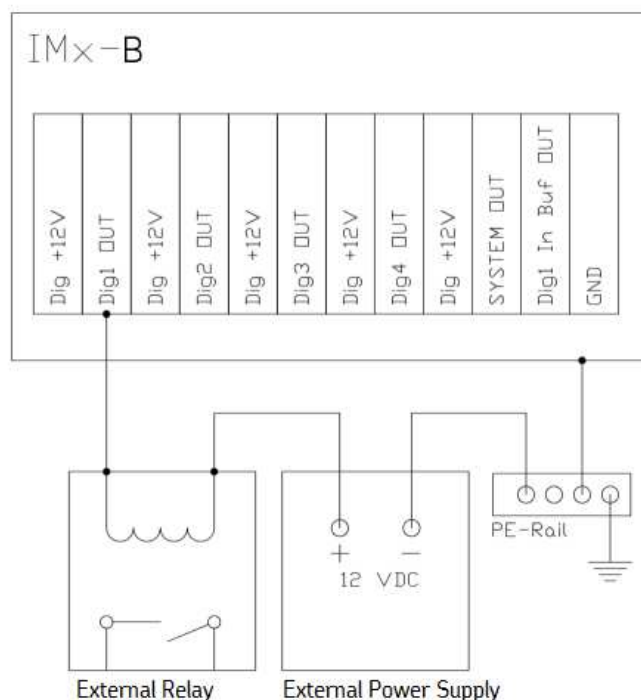 IMx-B
Dig +12V
Dig1 OUT
Dig +12V
Dig2 OUT
Dig +12V
Dig3 OUT
Dig +12V
Dig4 OUT
Dig +12V
SYSTEM OUT
Dig1 In Buf OUT
GND
PE-Rail
+ −
12 VDC
External Relay
External Power Supply